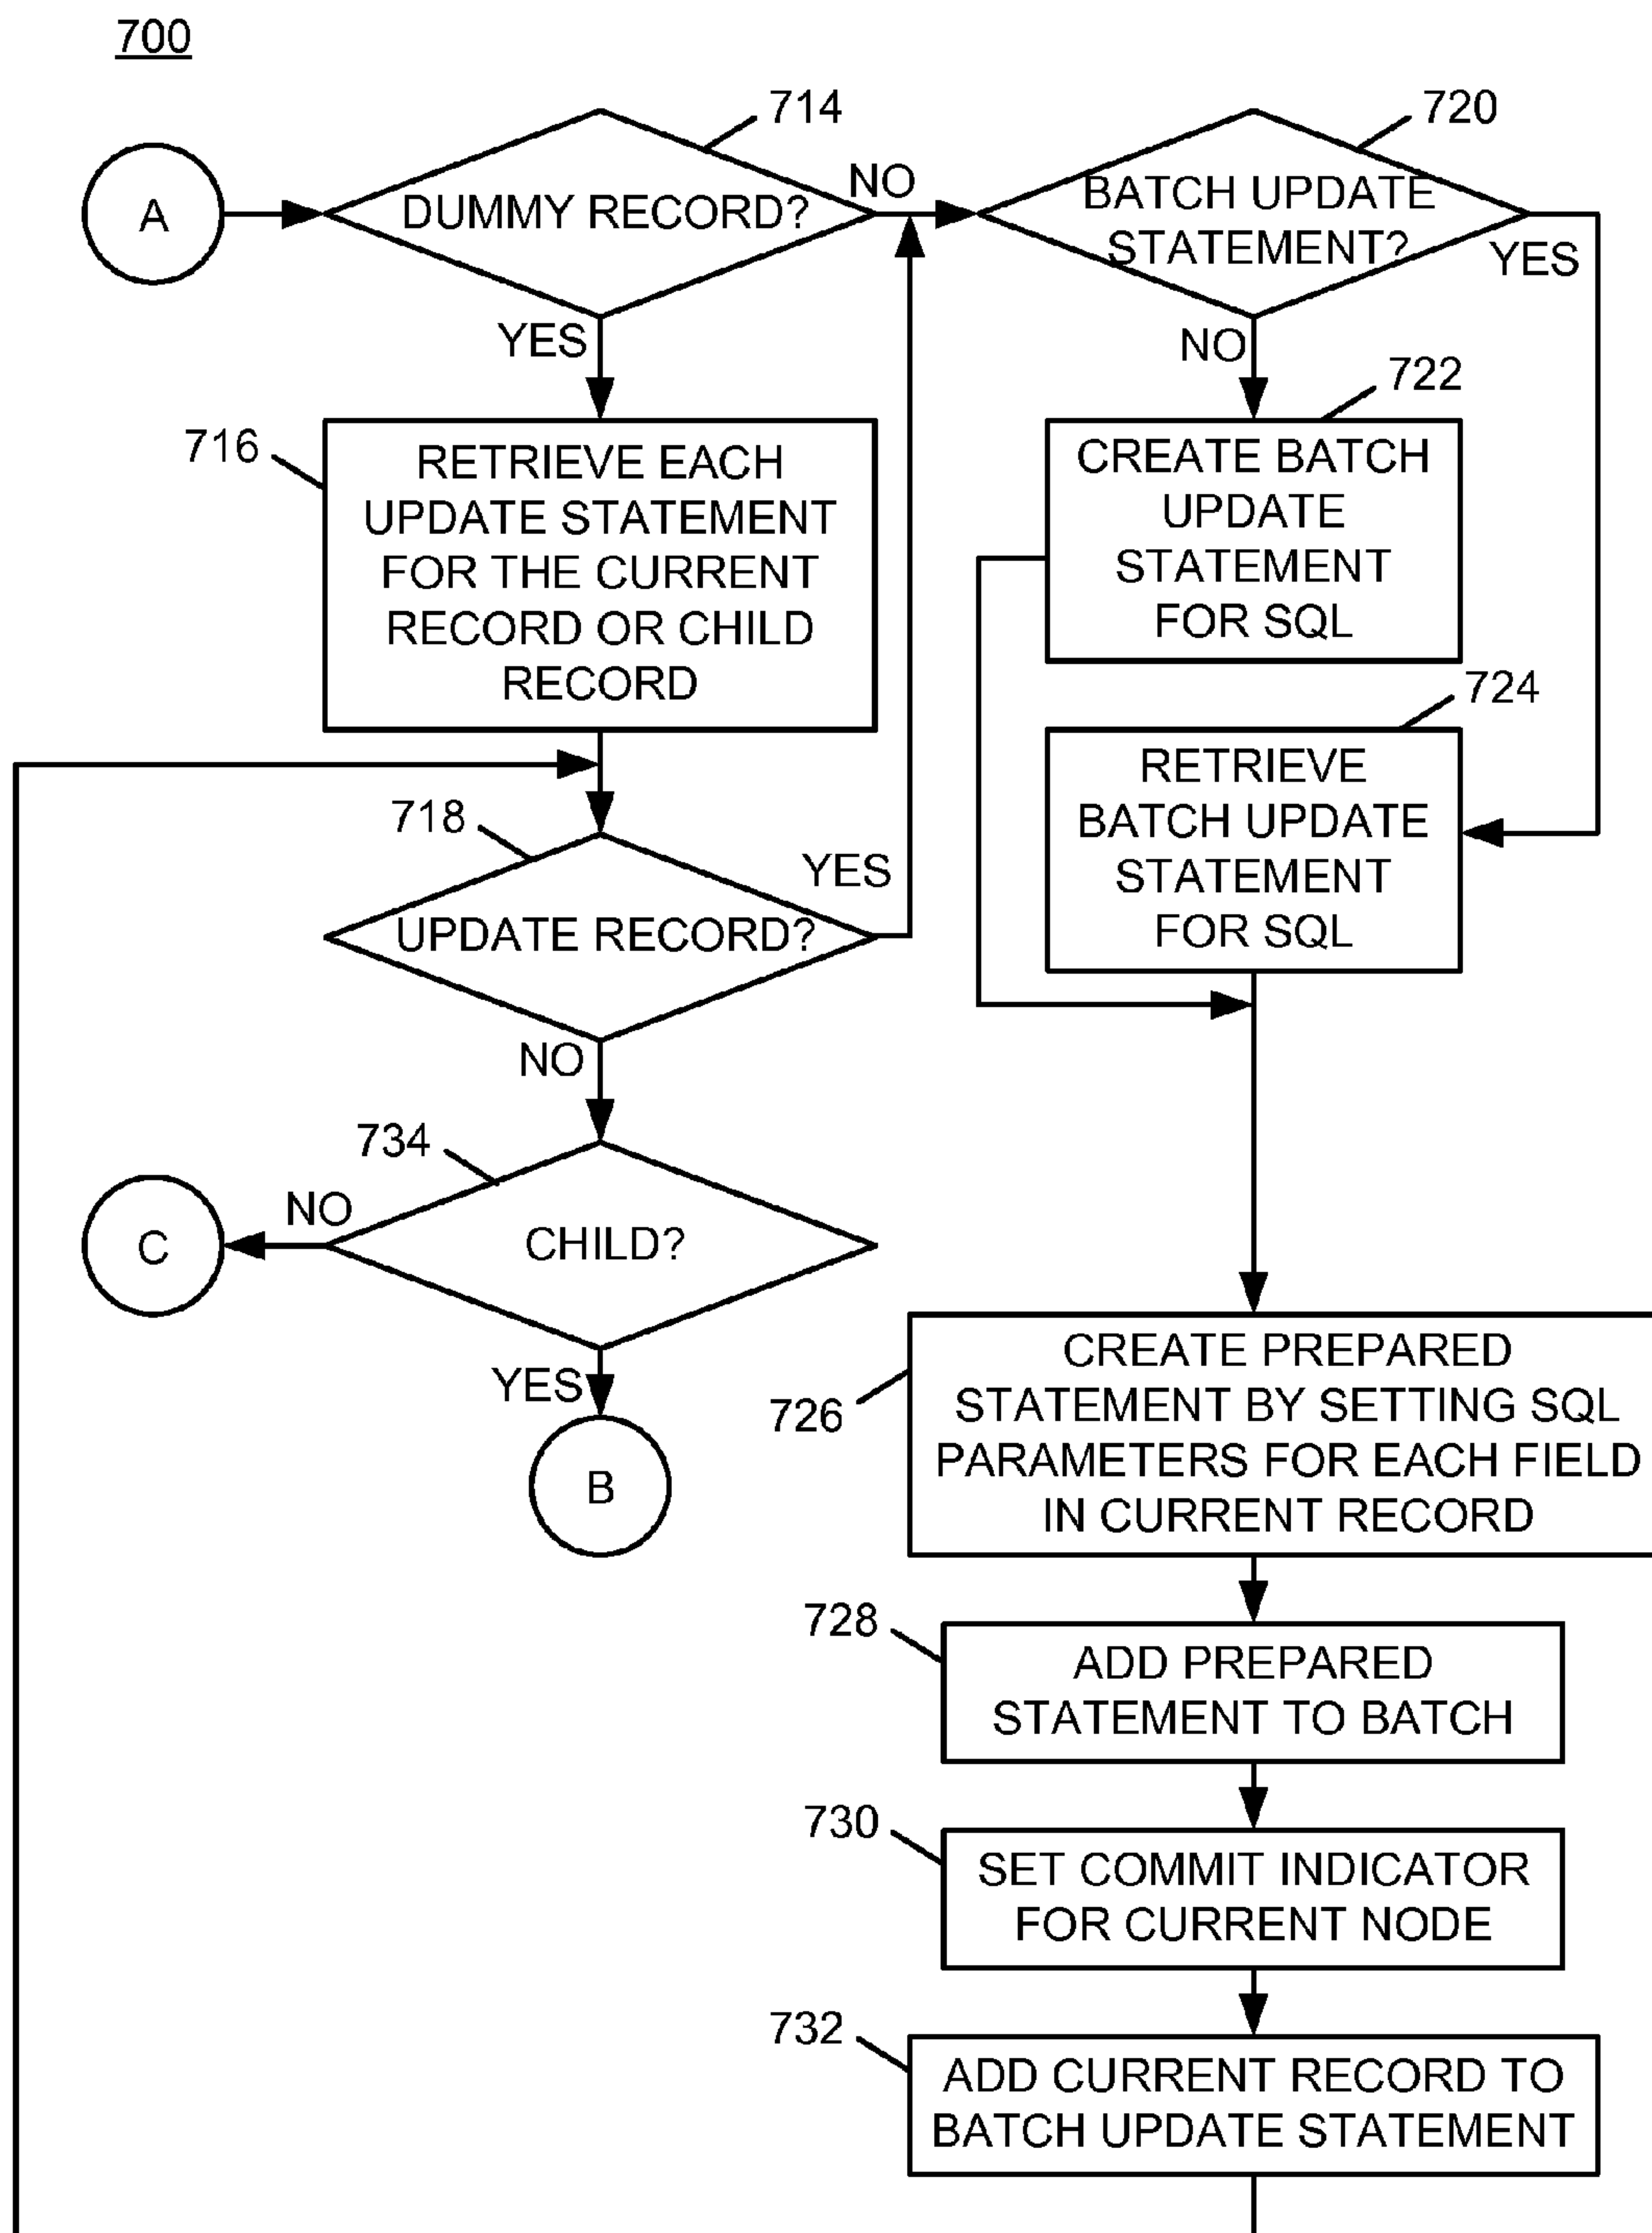 700
714
720
A
DUMMY RECORD?
NO
BATCH UPDATE
STATEMENT?
YES
YES
NO
716
RETRIEVE EACH
UPDATE STATEMENT
FOR THE CURRENT
RECORD OR CHILD
RECORD
722
CREATE BATCH
UPDATE
STATEMENT
FOR SQL
724
RETRIEVE
BATCH UPDATE
STATEMENT
FOR SQL
718
YES
UPDATE RECORD?
NO
734
NO
C
CHILD?
YES
B
726
CREATE PREPARED
STATEMENT BY SETTING SQL
PARAMETERS FOR EACH FIELD
IN CURRENT RECORD
728
ADD PREPARED
STATEMENT TO BATCH
730
SET COMMIT INDICATOR
FOR CURRENT NODE
732
ADD CURRENT RECORD TO
BATCH UPDATE STATEMENT